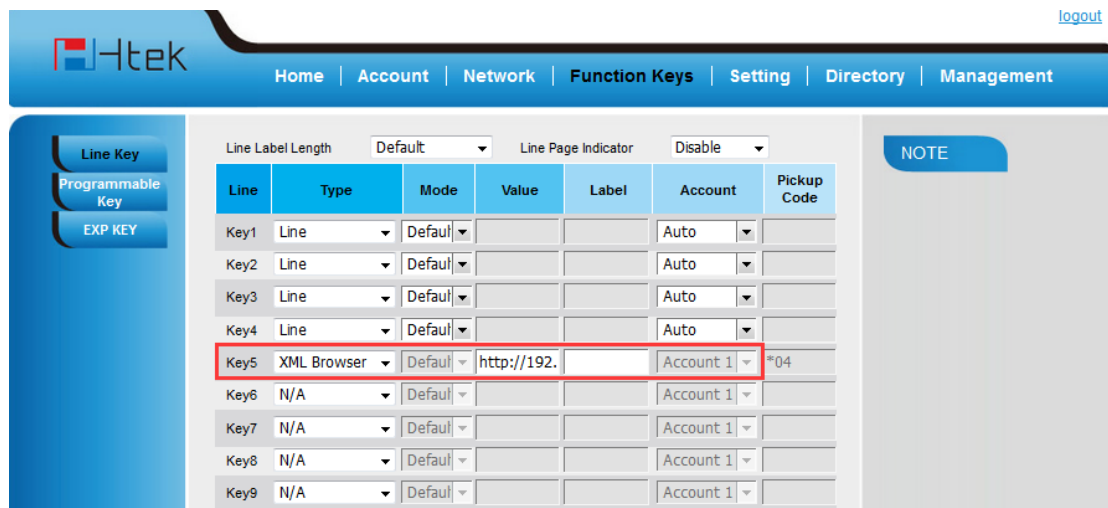 logout
Htek
Home | Account | Network | Function Keys | Setting | Directory | Management
Line Key
Programmable Key
EXP KEY
Line Label Length Default Line Page Indicator Disable
NOTE
Line Type Mode Value Label Account Pickup Code
Key1 Line Defaul Auto
Key2 Line Defaul Auto
Key3 Line Defaul Auto
Key4 Line Defaul Auto
Key5 XML Browser Defaul http://192. Account 1 *04
Key6 N/A Defaul Account 1
Key7 N/A Defaul Account 1
Key8 N/A Defaul Account 1
Key9 N/A Defaul Account 1